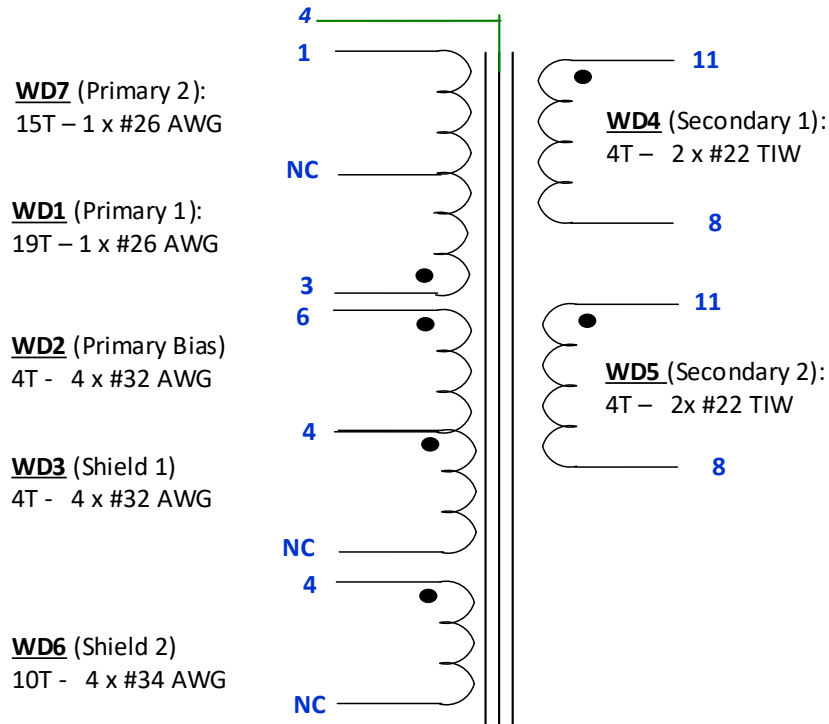 4
1
WD7 (Primary 2):
15T – 1 x #26 AWG
NC
WD1 (Primary 1):
19T – 1 x #26 AWG
3
6
WD2 (Primary Bias)
4T - 4 x #32 AWG
4
WD3 (Shield 1)
4T - 4 x #32 AWG
NC
4
WD6 (Shield 2)
10T - 4 x #34 AWG
NC
11
WD4 (Secondary 1):
4T – 2 x #22 TIW
8
11
WD5 (Secondary 2):
4T – 2x #22 TIW
8